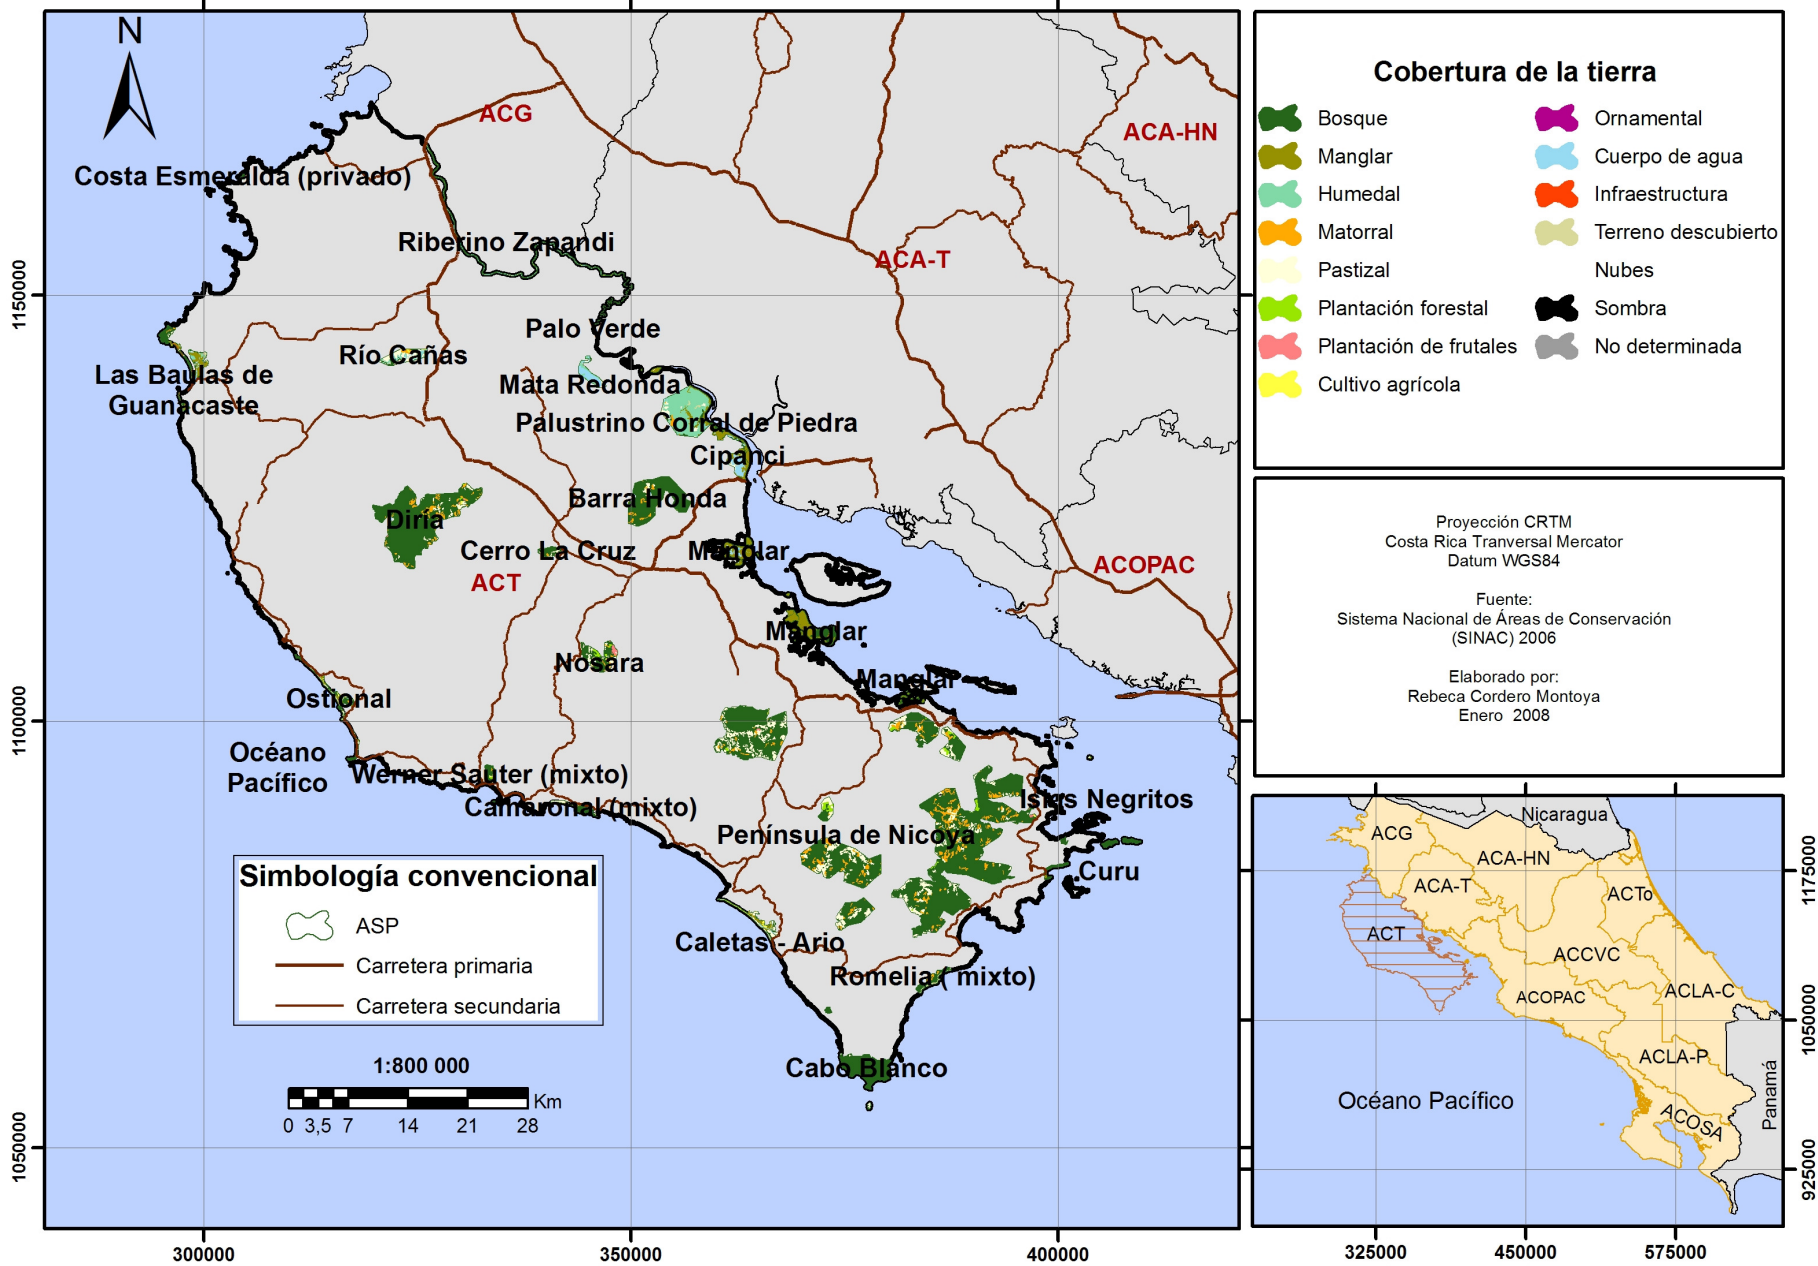 N
ACG
ACA-HN
Costa Esmeralda (privado)
Riberino Zapandi
ACA-T
Palo Verde
Río Cañas
Las Baulas de
Guanacaste
Mata Redonda
Palustrino Corral de Piedra
Cipanci
Barra Honda
Diria
Cerro La Cruz
Manglar
ACT
ACOPAC
Manglar
Nosara
Manglar
Ostional
Océano
Pacífico
Werner Sauter (mixto)
Camaronal (mixto)
Islas Negritos
Península de Nicoya
Curu
Caletas - Ario
Romelia ( mixto)
Cabo Blanco
Simbología convencional
ASP
Carretera primaria
Carretera secundaria
1:800 000
Km
0 3,5 7 14 21 28
1150000
1100000
1050000
300000
350000
400000
Cobertura de la tierra
Bosque
Manglar
Humedal
Matorral
Pastizal
Plantación forestal
Plantación de frutales
Cultivo agrícola
Ornamental
Cuerpo de agua
Infraestructura
Terreno descubierto
Nubes
Sombra
No determinada
Proyección CRTM
Costa Rica Tranversal Mercator
Datum WGS84
Fuente:
Sistema Nacional de Áreas de Conservación
(SINAC) 2006
Elaborado por:
Rebeca Cordero Montoya
Enero 2008
Nicaragua
ACG
ACA-HN
ACA-T
ACTo
ACT
ACCVC
ACOPAC
ACLA-C
ACLA-P
Océano Pacífico
ACOSA
Panamá
1175000
1050000
925000
325000
450000
575000